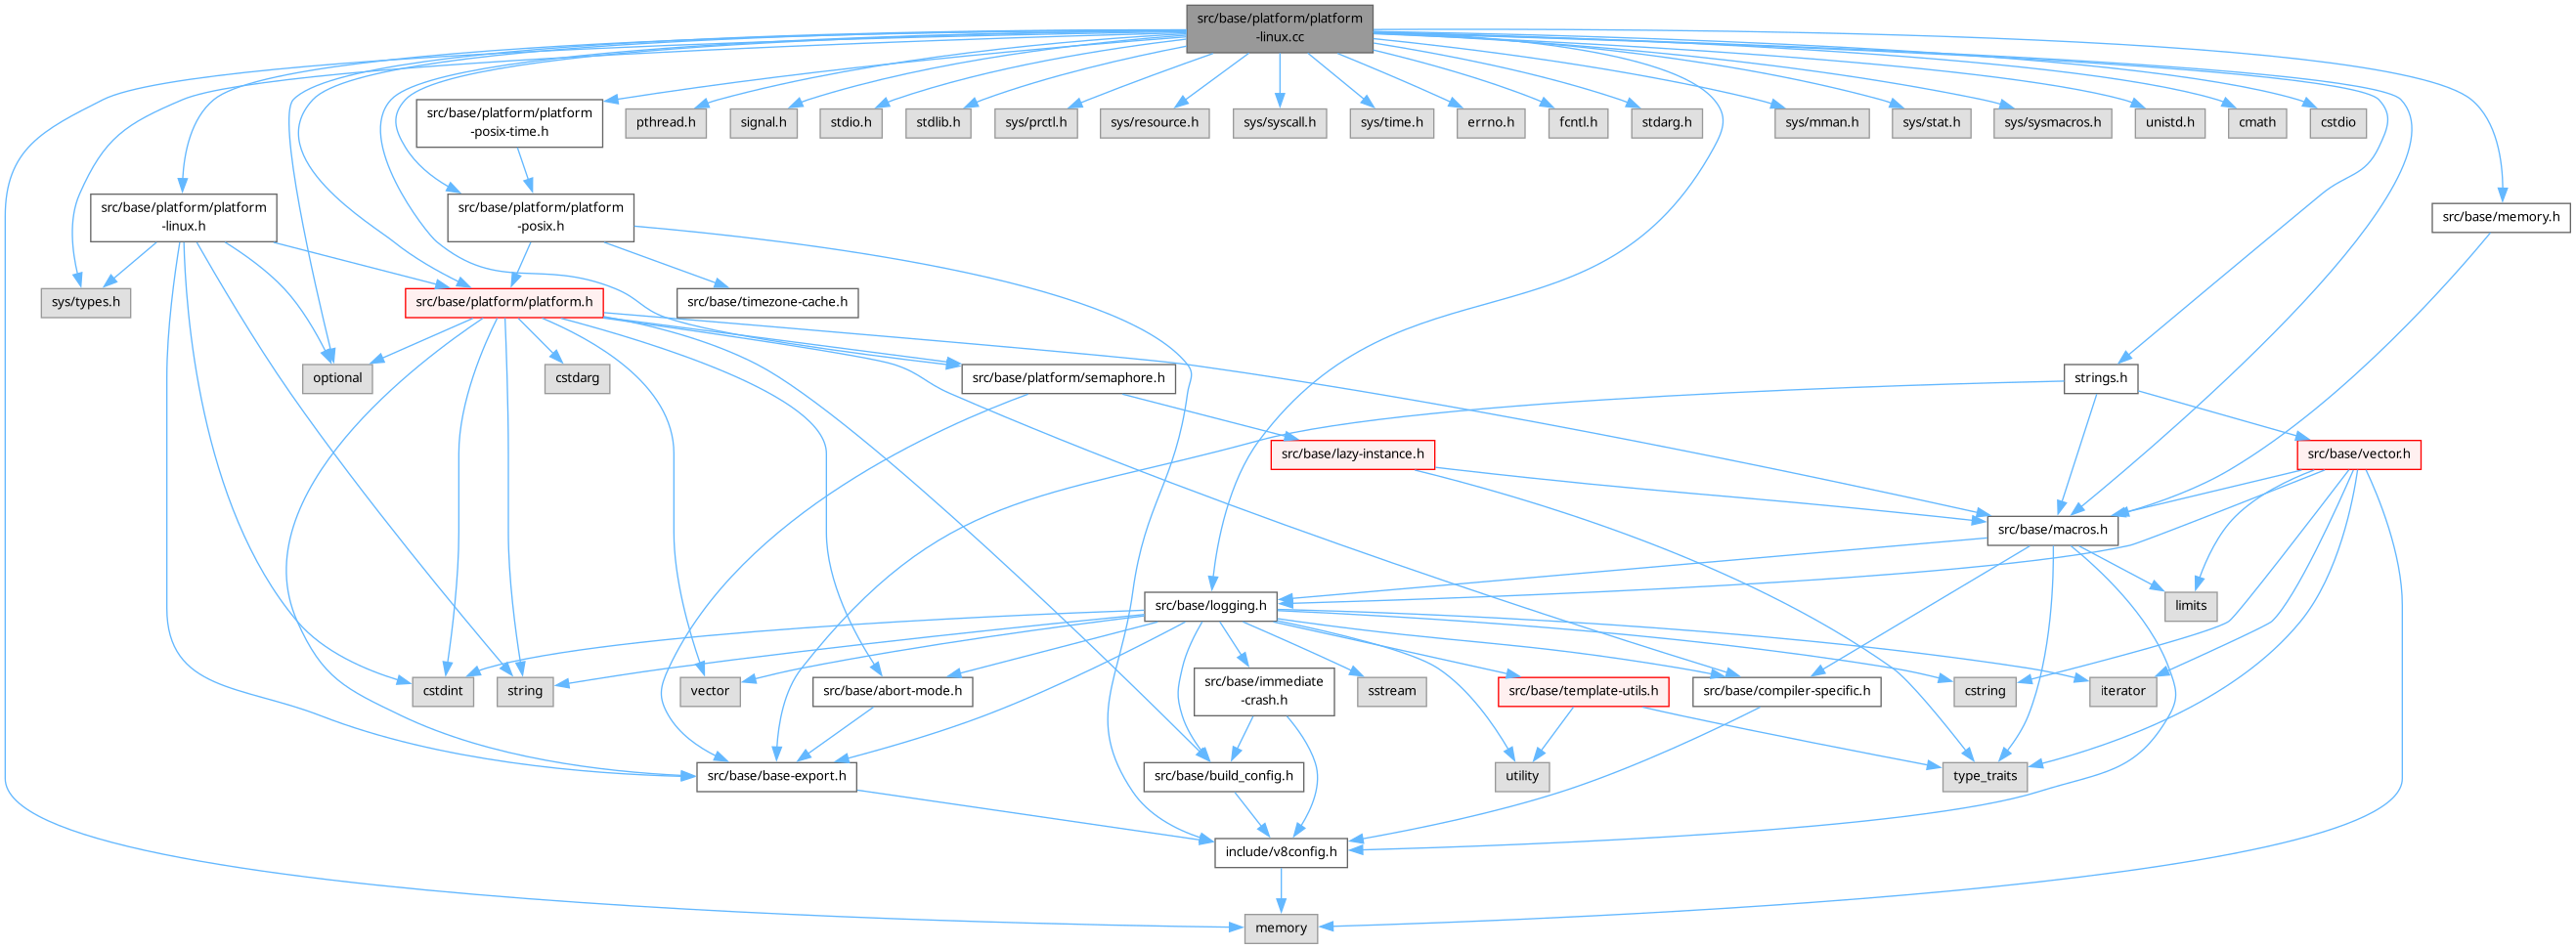 src/base/platform/platform
-linux.cc
src/base/platform/platform
-posix-time.h
pthread.h
signal.h
stdio.h
stdlib.h
sys/prctl.h
sys/resource.h
sys/syscall.h
sys/time.h
errno.h
fcntl.h
stdarg.h
sys/mman.h
sys/stat.h
sys/sysmacros.h
unistd.h
cmath
cstdio
src/base/platform/platform
-linux.h
src/base/platform/platform
-posix.h
src/base/memory.h
sys/types.h
src/base/platform/platform.h
src/base/timezone-cache.h
optional
cstdarg
src/base/platform/semaphore.h
strings.h
src/base/lazy-instance.h
src/base/vector.h
src/base/macros.h
src/base/logging.h
limits
cstdint
string
vector
src/base/abort-mode.h
src/base/immediate
-crash.h
sstream
src/base/template-utils.h
src/base/compiler-specific.h
cstring
iterator
src/base/base-export.h
src/base/build_config.h
utility
type_traits
include/v8config.h
memory